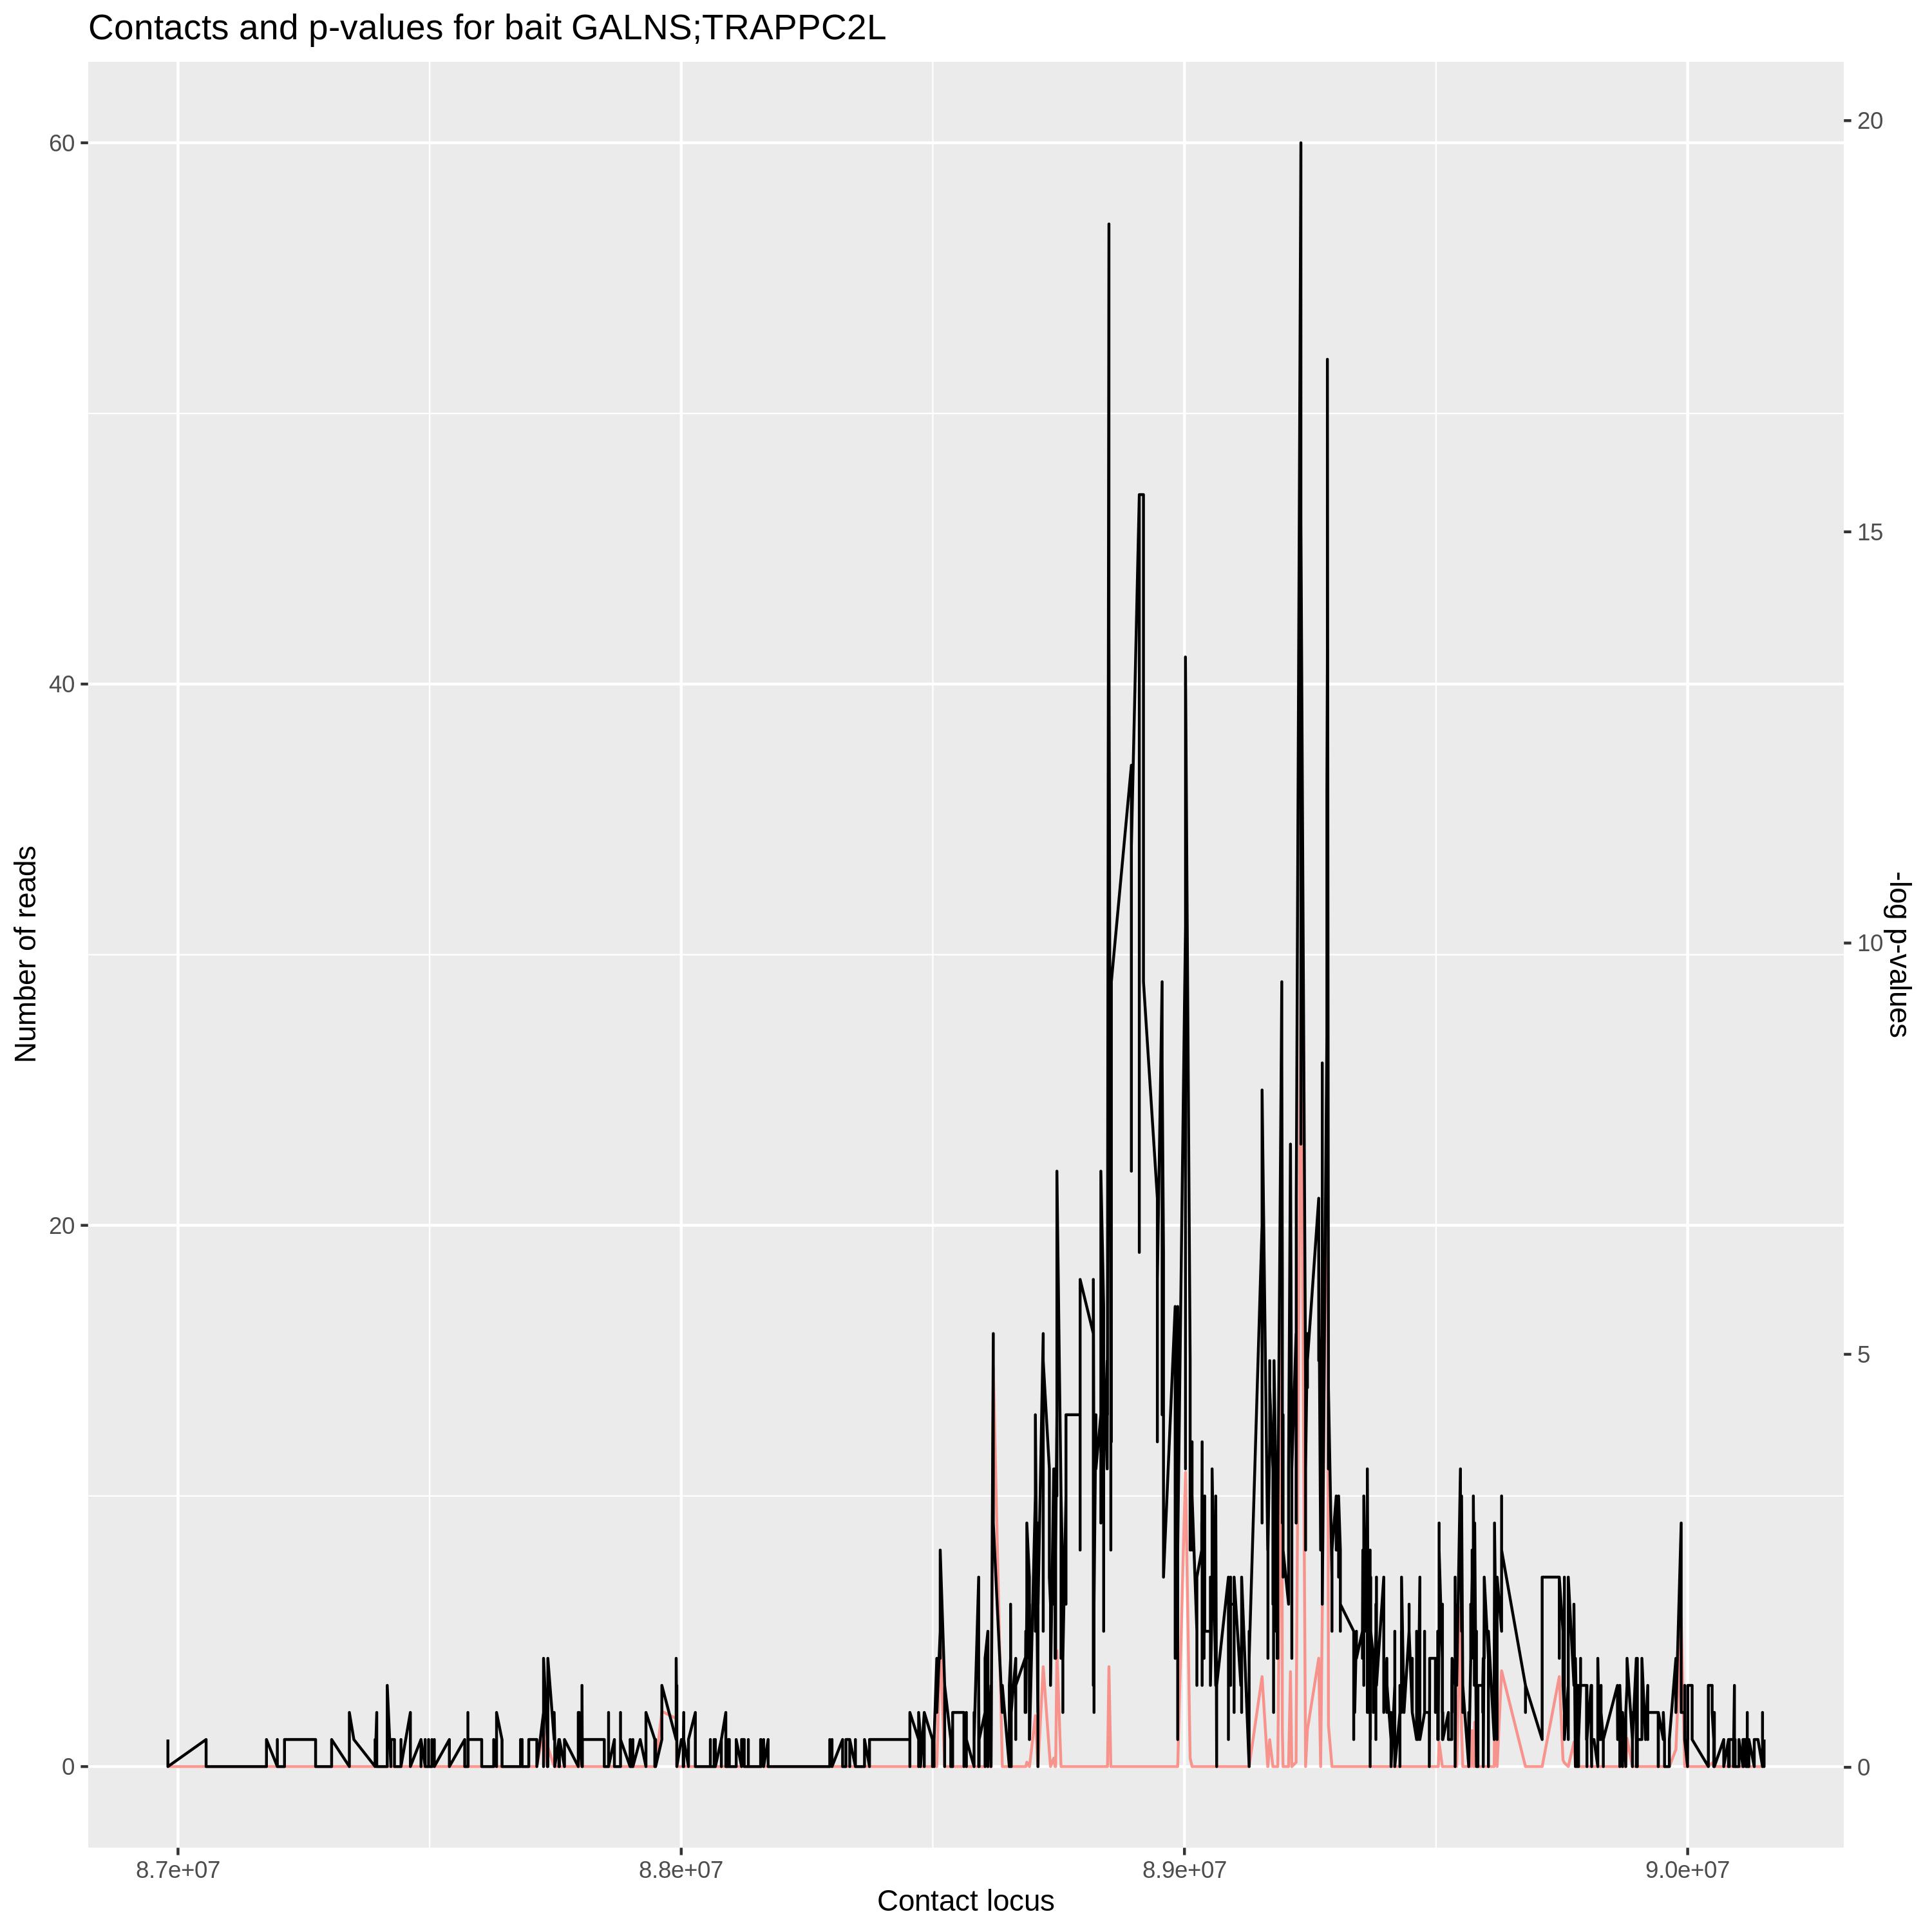 Contacts and p-values for bait GALNS;TRAPPC2L
60
40
20
0
Number of reads
20
15
10
5
0
-log p-values
8.7e+07
8.8e+07
8.9e+07
9.0e+07
Contact locus